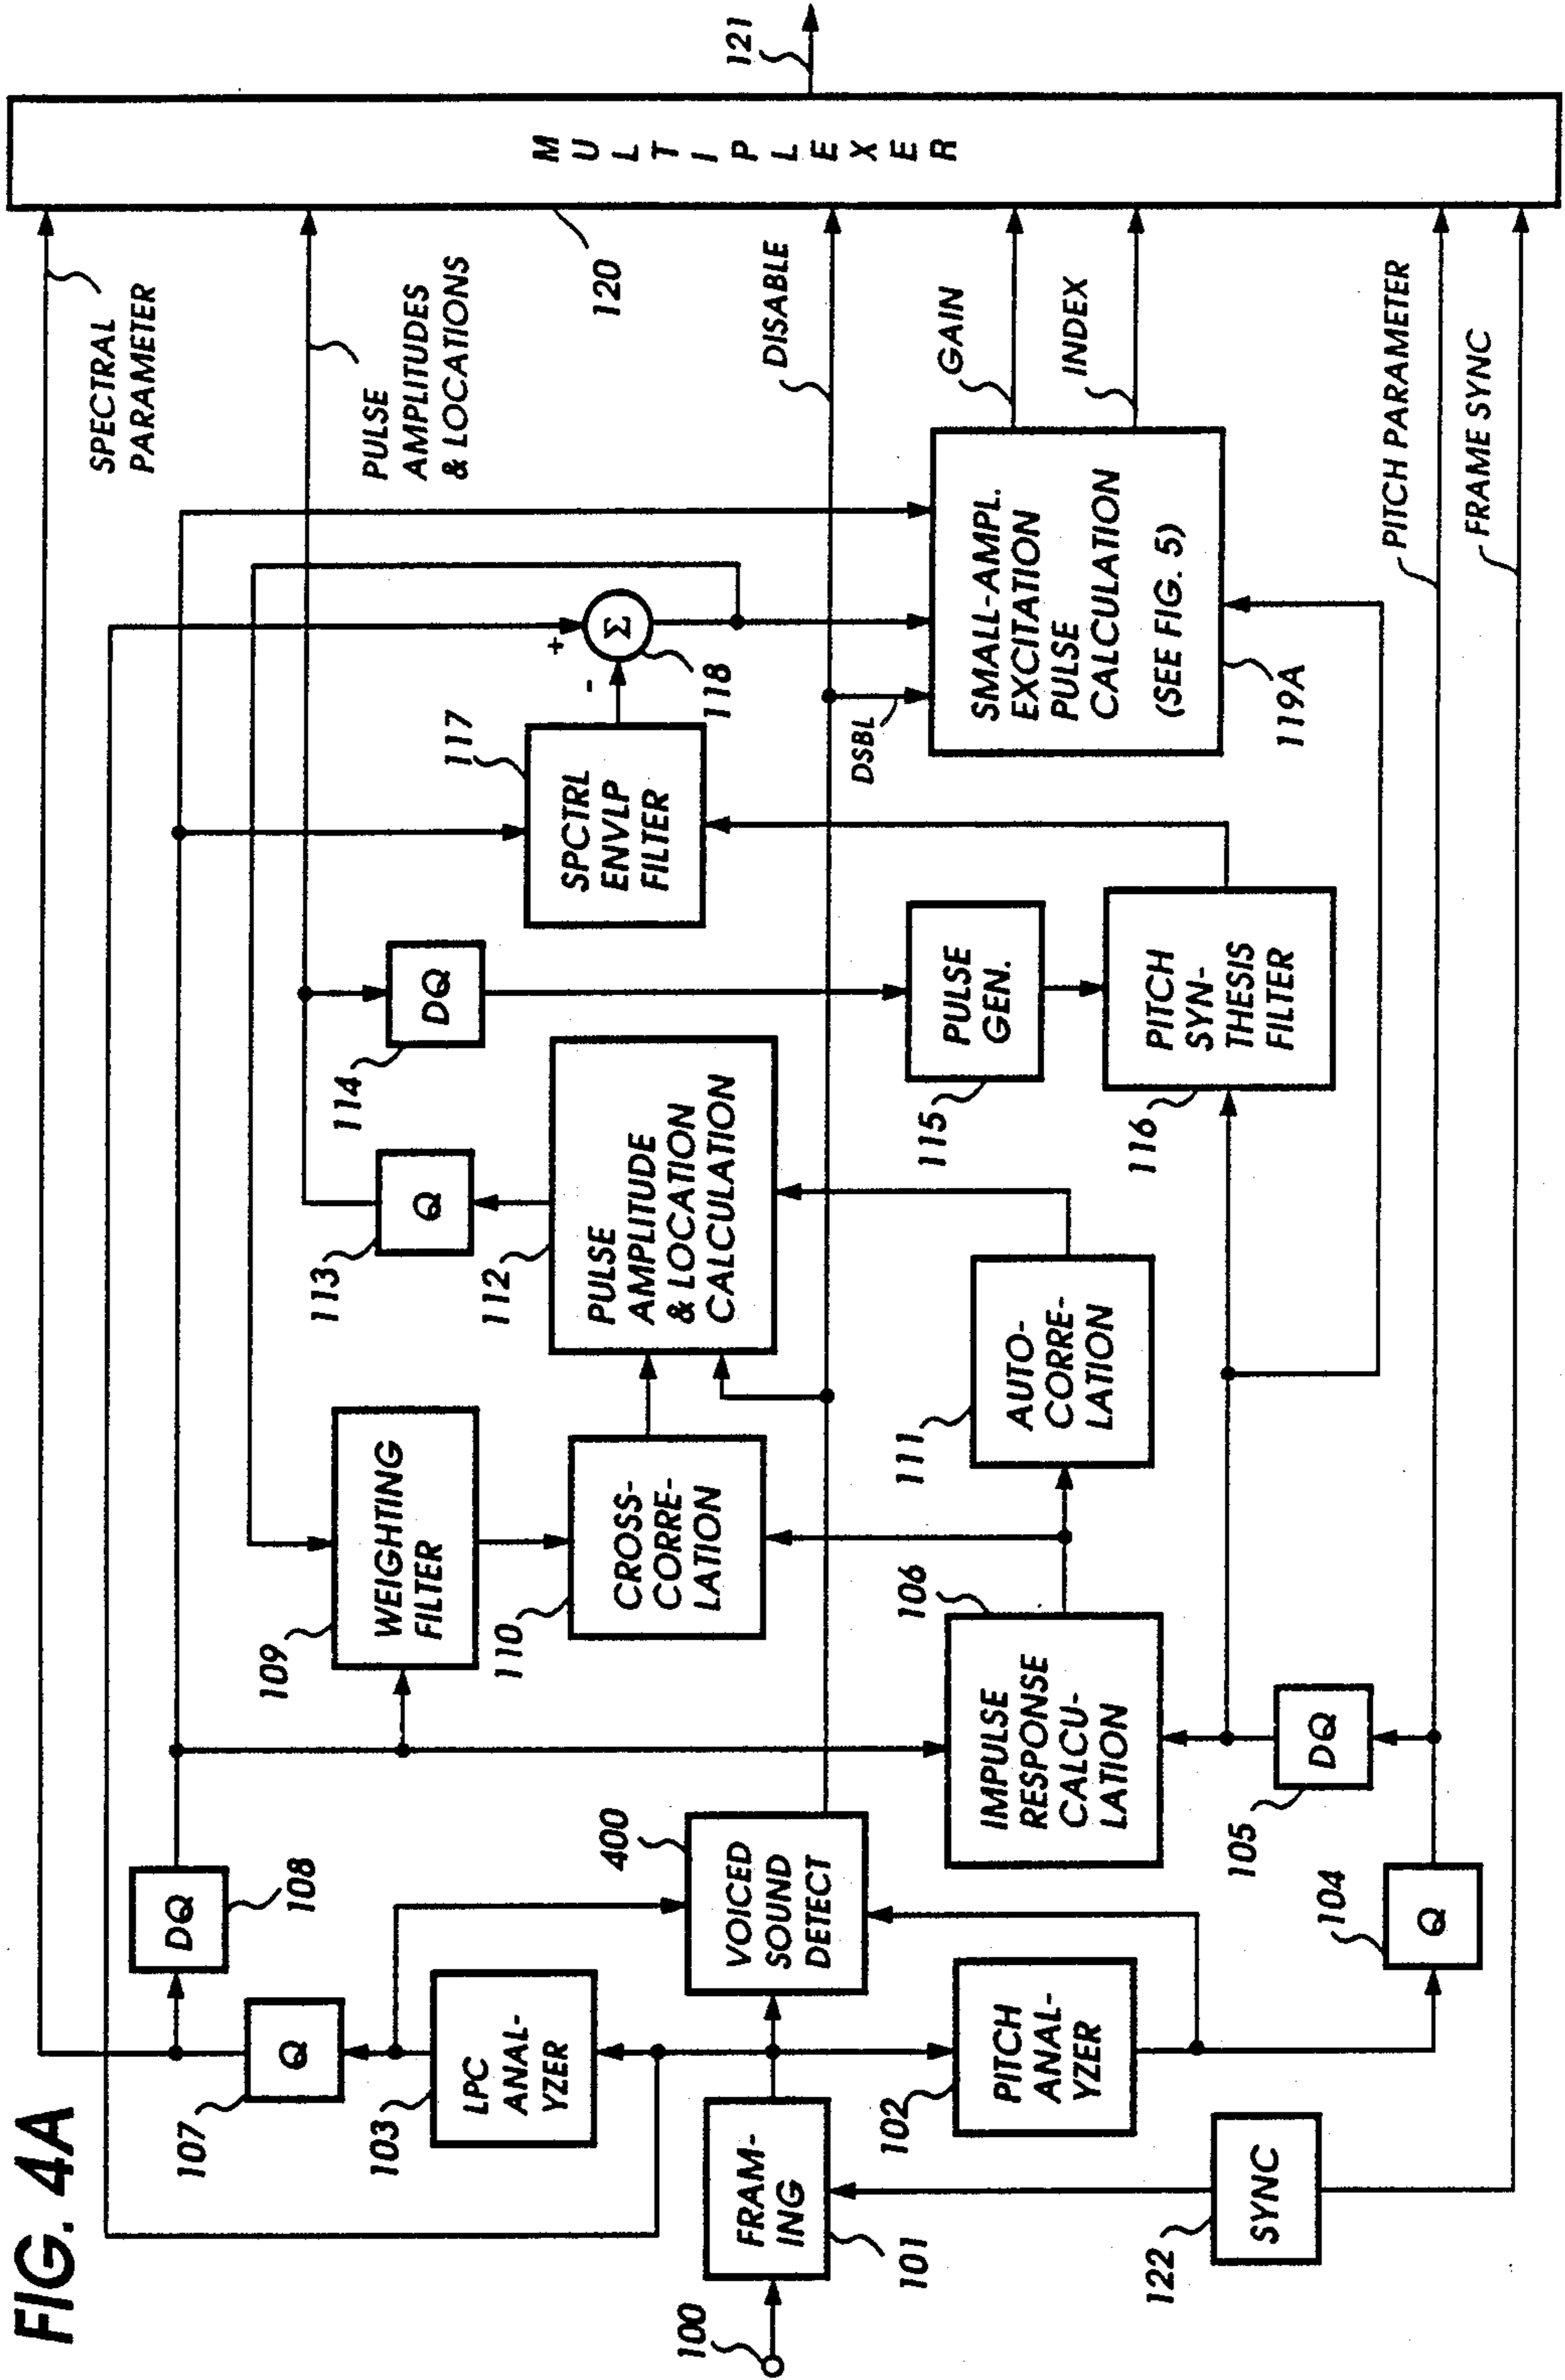 FIG. 4A
SPECTRAL
PARAMETER
PULSE
AMPLITUDES
& LOCATIONS
107
Q
DQ
108
103
LPC
ANAL-
YZER
109
WEIGHTING
FILTER
110
CROSS-
CORRE-
LATION
113
Q
112
PULSE
AMPLITUDE
& LOCATION
CALCULATION
114
DQ
117
SPCTRL
ENVLP
FILTER
+
-
Σ
118
120
MULTIPLEXER
121
100
FRAM-
ING
101
400
VOICED
SOUND
DETECT
DISABLE
DSBL
102
PITCH
ANAL-
YZER
106
IMPULSE
RESPONSE
CALCU-
LATION
111
AUTO-
CORRE-
LATION
115
PULSE
GEN.
116
PITCH
SYN-
THESIS
FILTER
SMALL-AMPL.
EXCITATION
PULSE
CALCULATION
(SEE FIG. 5)
119A
GAIN
INDEX
122
SYNC
104
Q
105
DQ
PITCH PARAMETER
FRAME SYNC